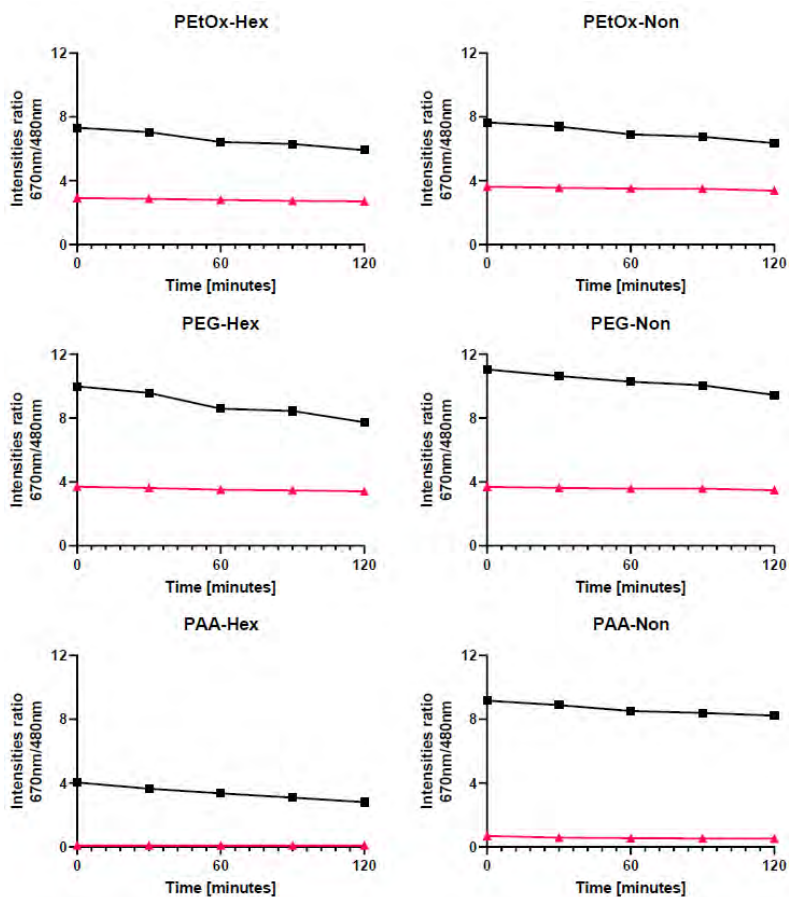 PEtOx-Hex
12
8
4
0
Intensities ratio
670nm/480nm
0 60 120
Time [minutes]
PEtOx-Non
12
8
4
0
Intensities ratio
670nm/480nm
0 60 120
Time [minutes]
PEG-Hex
12
8
4
0
Intensities ratio
670nm/480nm
0 60 120
Time [minutes]
PEG-Non
12
8
4
0
Intensities ratio
670nm/480nm
0 60 120
Time [minutes]
PAA-Hex
12
8
4
0
Intensities ratio
670nm/480nm
0 60 120
Time [minutes]
PAA-Non
12
8
4
0
Intensities ratio
670nm/480nm
0 60 120
Time [minutes]